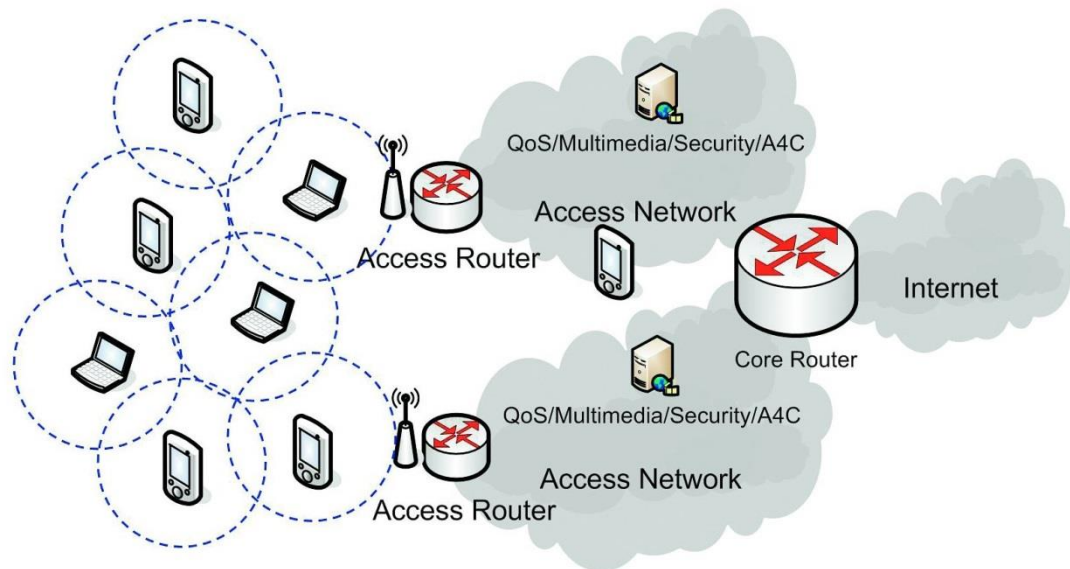 QoS/Multimedia/Security/A4C
Access Network
Access Router
Internet
Core Router
QoS/Multimedia/Security/A4C
Access Network
Access Router